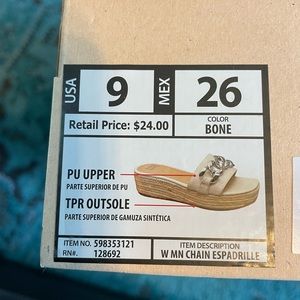 USA 9 MEX 26
Retail Price: $24.00
COLOR
BONE
PU UPPER
PARTE SUPERIOR DE PU
TPR OUTSOLE
PARTE SUPERIOR DE GAMUZA SINTÉTICA
ITEM NO. 598353121
RN#. 128692
ITEM DESCRIPTION
W MN CHAIN ESPADRILLE